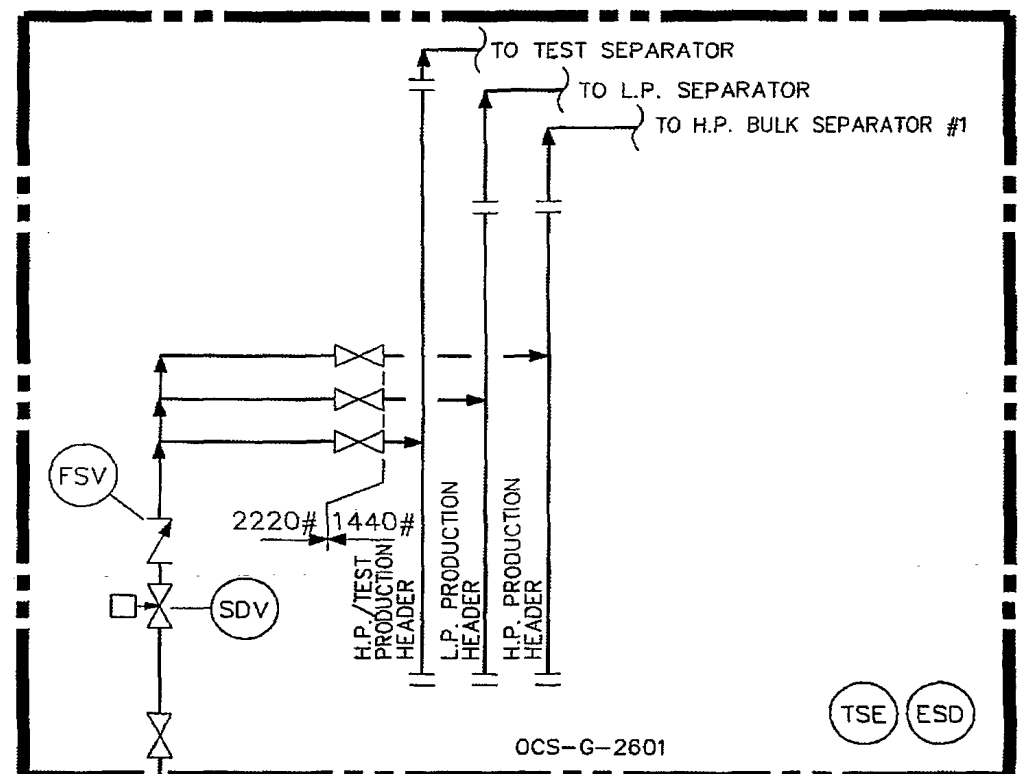 TO TEST SEPARATOR
TO L.P. SEPARATOR
TO H.P. BULK SEPARATOR #1
FSV
2220#
1440#
SDV
H.P./TEST
PRODUCTION
HEADER
L.P. PRODUCTION
HEADER
H.P. PRODUCTION
HEADER
TSE
ESD
OCS-G-2601